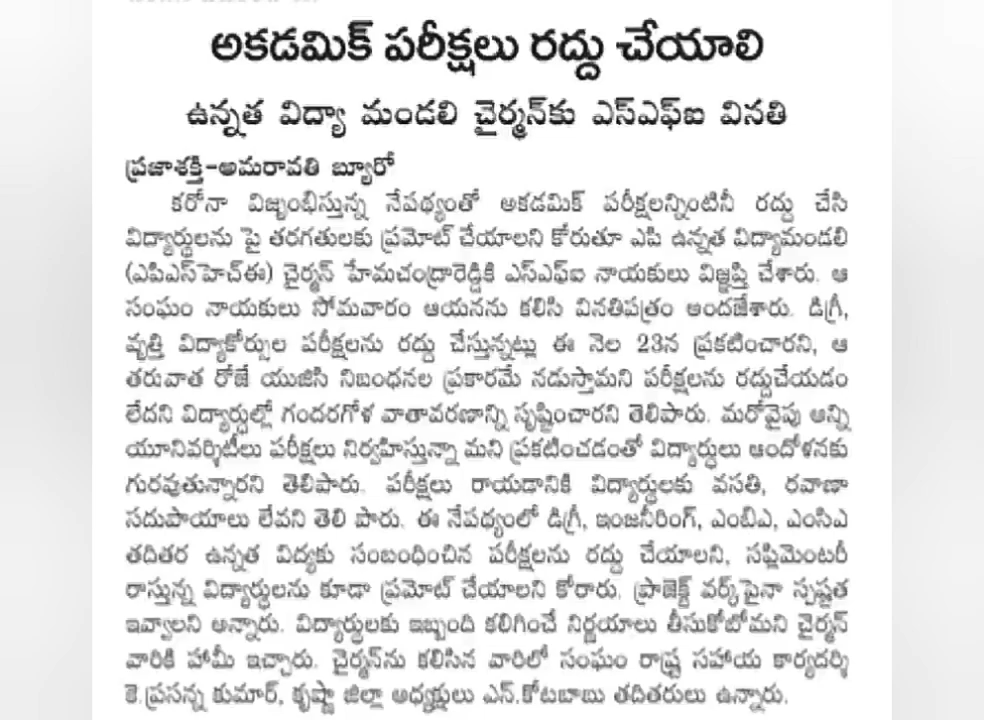 అకడమిక్ పరీక్షలు రద్దు చేయాలి
ఉన్నత విద్యా మండలి చైర్మన్‌కు ఎస్ఎఫ్ఐ వినతి
ప్రజాశక్తి-అమరావతి బ్యూరో
కరోనా విజృంభిస్తున్న నేపథ్యంతో అకడమిక్ పరీక్షలన్నింటినీ రద్దు చేసి
విద్యార్థులను పై తరగతులకు ప్రమోట్ చేయాలని కోరుతూ ఎపి ఉన్నత విద్యామండలి
(ఎపిఎస్‌హెచ్ఈ) చైర్మన్ హేమచంద్రారెడ్డికి ఎస్ఎఫ్ఐ నాయకులు విజ్ఞప్తి చేశారు. ఆ
సంఘం నాయకులు సోమవారం ఆయనను కలిసి వినతిపత్రం అందజేశారు. డిగ్రీ,
వృత్తి విద్యాకోర్సుల పరీక్షలను రద్దు చేస్తున్నట్లు ఈ నెల 23న ప్రకటించారని, ఆ
తరువాత రోజే యుజిసి నిబంధనల ప్రకారమే నడుస్తామని పరీక్షలను రద్దుచేయడం
లేదని విద్యార్థుల్లో గందరగోళ వాతావరణాన్ని సృష్టించారని తెలిపారు. మరోవైపు అన్ని
యూనివర్శిటీలు పరీక్షలు నిర్వహిస్తున్నా మని ప్రకటించడంతో విద్యార్థులు ఆందోళనకు
గురవుతున్నారని తెలిపారు. పరీక్షలు రాయడానికి విద్యార్థులకు వసతి, రవాణా
సదుపాయాలు లేవని తెలి పారు. ఈ నేపథ్యంలో డిగ్రీ, ఇంజనీరింగ్, ఎంబిఎ, ఎంసిఎ
తదితర ఉన్నత విద్యకు సంబంధించిన పరీక్షలను రద్దు చేయాలని, సప్లిమెంటరీ
రాస్తున్న విద్యార్థులను కూడా ప్రమోట్ చేయాలని కోరారు. ప్రాజెక్ట్ వర్క్‌పైనా స్పష్టత
ఇవ్వాలని అన్నారు. విద్యార్థులకు ఇబ్బంది కలిగించే నిర్ణయాలు తీసుకోబోమని చైర్మన్
వారికి హామీ ఇచ్చారు. చైర్మన్‌ను కలిసిన వారిలో సంఘం రాష్ట్ర సహాయ కార్యదర్శి
కె.ప్రసన్న కుమార్, కృష్ణా జిల్లా అధ్యక్షులు ఎన్.కోటబాబు తదితరులు ఉన్నారు.